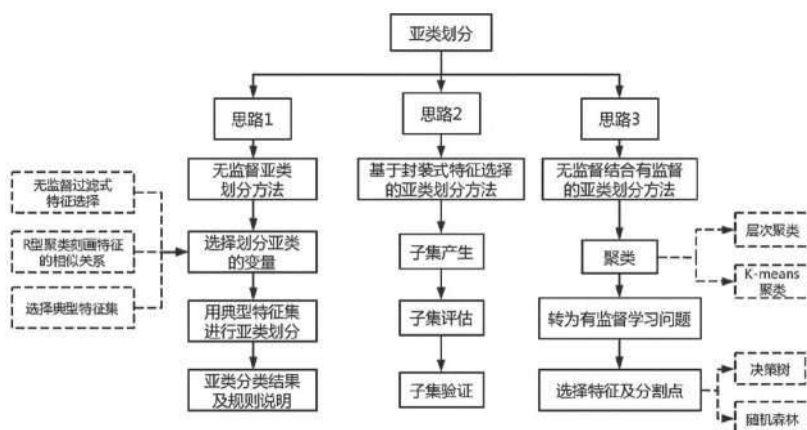 亚类划分
思路1
思路2
思路3
无监督亚类
划分方法
基于封装式特征选择
的亚类划分方法
无监督结合有监督
的亚类划分方法
无监督过滤式
特征选择
R型聚类刻画特征
的相似关系
选择典型特征集
选择划分亚类
的变量
子集产生
聚类
层次聚类
K-means
聚类
用典型特征集
进行亚类划分
子集评估
转为有监督学习问题
亚类分类结果
及规则说明
子集验证
选择特征及分割点
决策树
随机森林